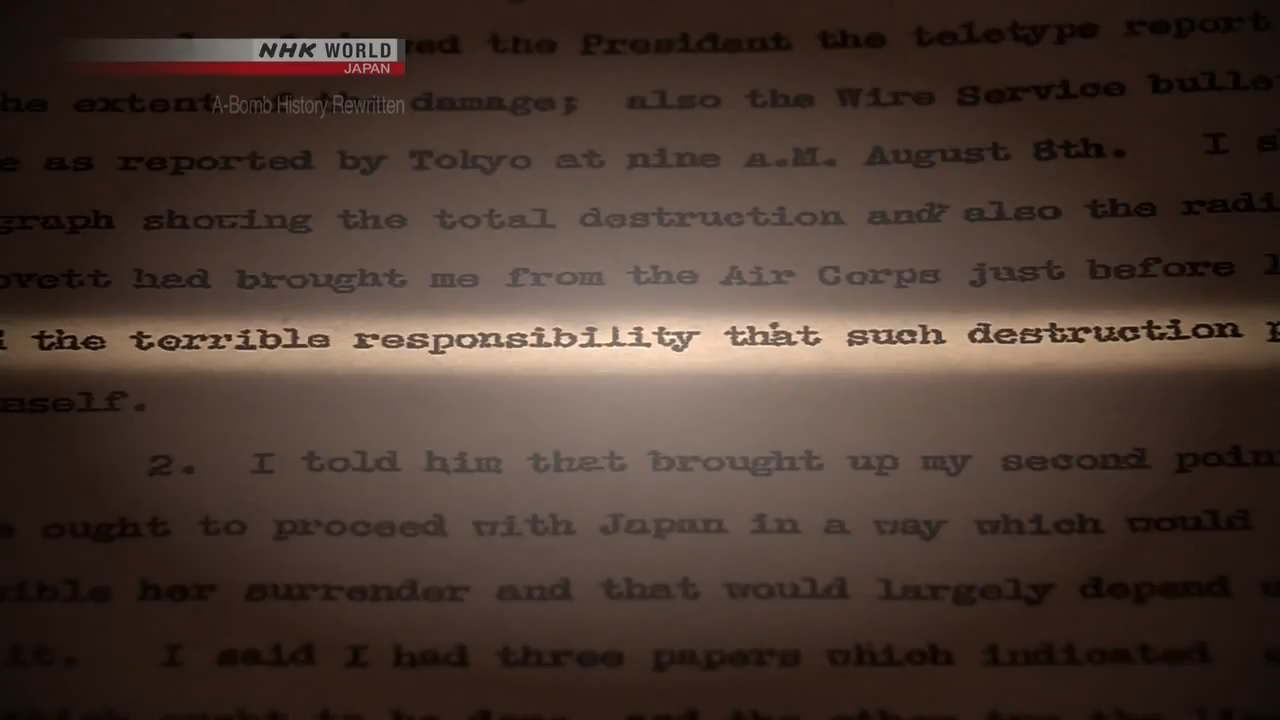 NHK WORLD
JAPAN
A-Bomb History Rewritten
the President the teletype report
extent damage; also the Wire Service
as reported by Tokyo at nine a.M. August 8th. I
showing the total destruction and also the
had brought me from the Air Corps just before
the terrible responsibility that such destruction
2. I told him that brought up my second
ought to proceed with Japan in a way which would
her surrender and that would largely depend
it. I said I had three papers which indicated